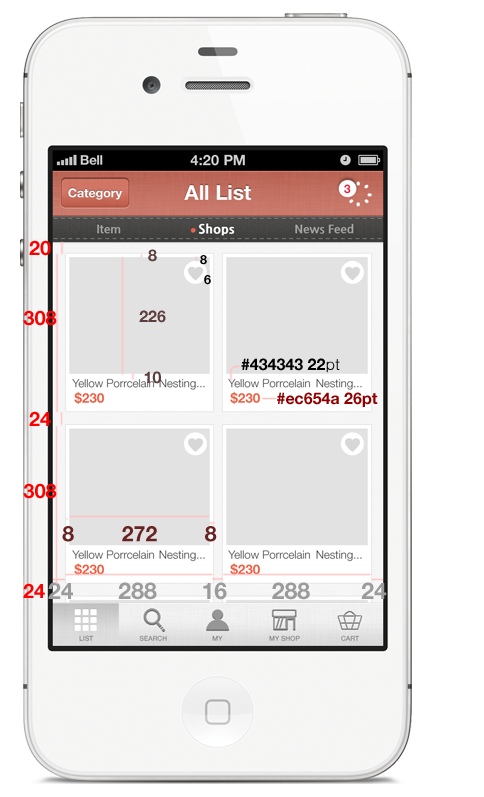 Bell 4:20 PM
Category All List 3
Item Shops News Feed
20
8 8
6
308 226
#434343 22pt
10
Yellow Porrcelain Nesting... Yellow Porrcelain Nesting...
$230 $230 #ec654a 26pt
24
308
8 272 8
Yellow Porrcelain Nesting... Yellow Porrcelain Nesting...
$230 $230
24 24 288 16 288 24
LIST SEARCH MY MY SHOP CART